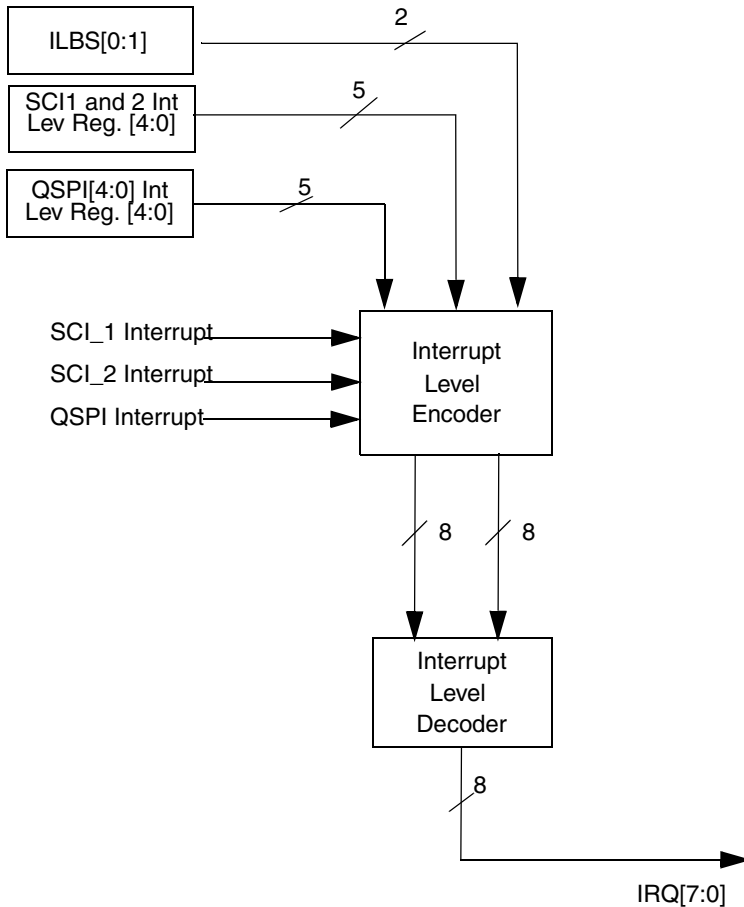 2
ILBS[0:1]
5
SCI1 and 2 Int
Lev Reg. [4:0]
5
QSPI[4:0] Int
Lev Reg. [4:0]
SCI_1 Interrupt
SCI_2 Interrupt
QSPI Interrupt
Interrupt
Level
Encoder
8
8
Interrupt
Level
Decoder
8
IRQ[7:0]